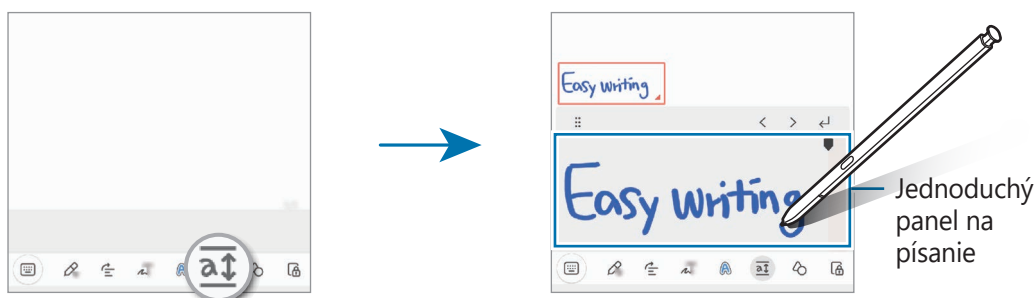 Easy writing
Easy writing
Jednoduchý
panel na
písanie